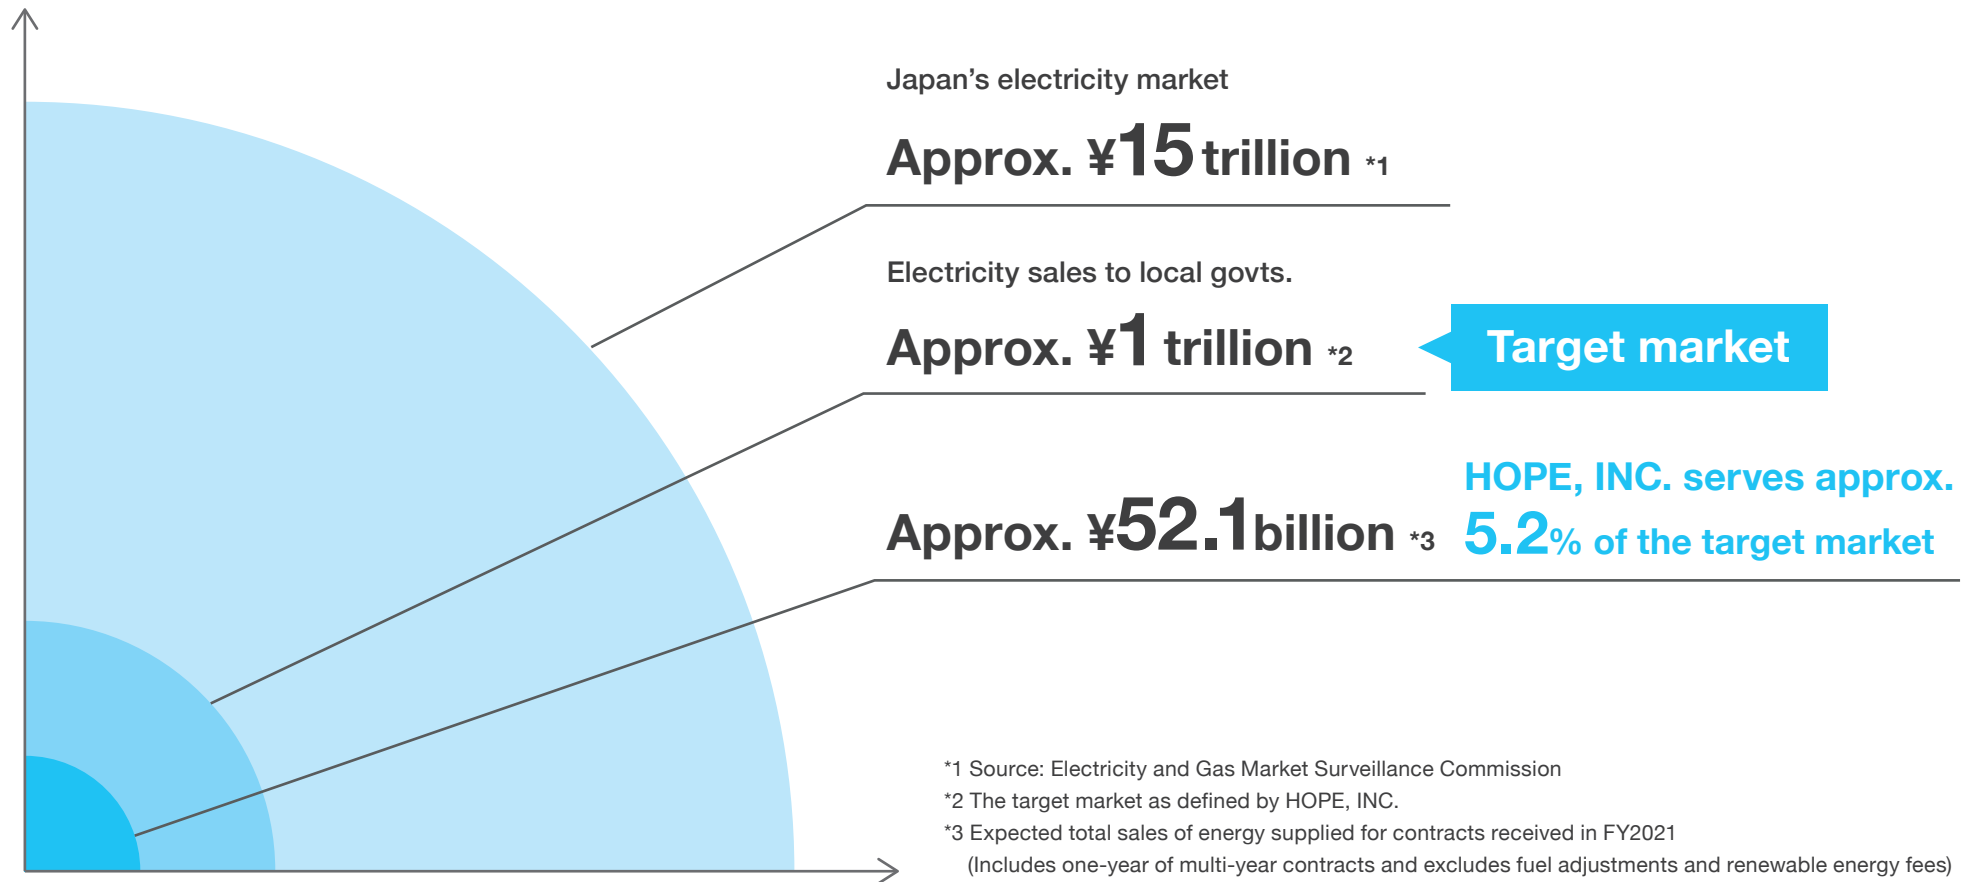 Japan’s electricity market
Approx. ¥15 trillion *1
Electricity sales to local govts.
Approx. ¥1 trillion *2
Target market
Approx. ¥52.1billion *3
HOPE, INC. serves approx.
5.2% of the target market
*1 Source: Electricity and Gas Market Surveillance Commission
*2 The target market as defined by HOPE, INC.
*3 Expected total sales of energy supplied for contracts received in FY2021
(Includes one-year of multi-year contracts and excludes fuel adjustments and renewable energy fees)